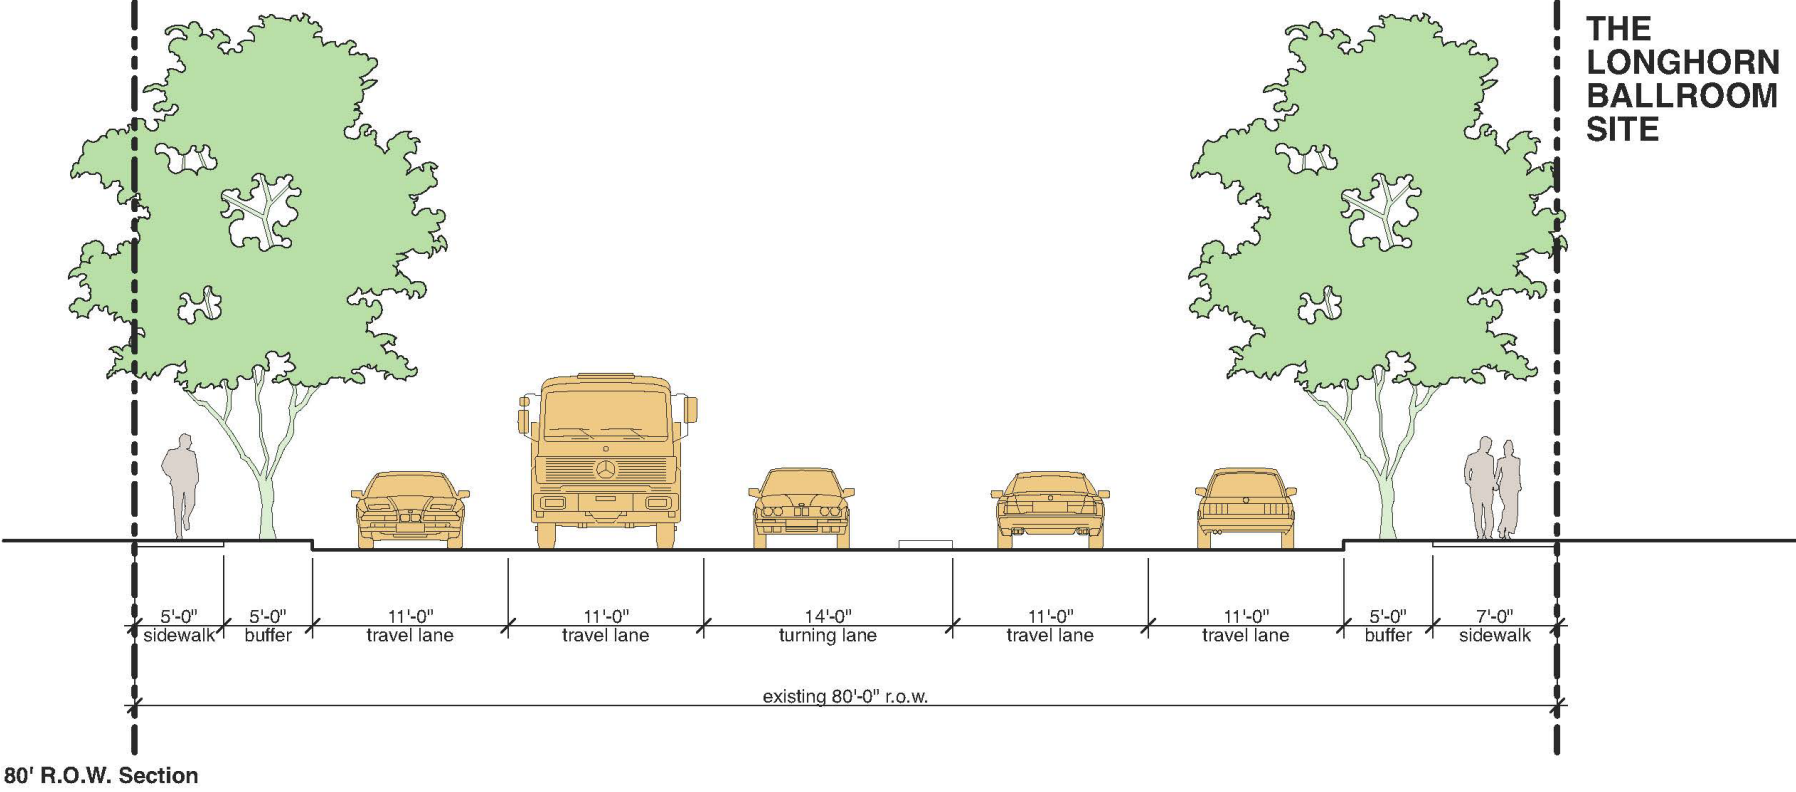 THE
LONGHORN
BALLROOM
SITE
5'-0" 5'-0" 11'-0" 11'-0" 14'-0" 11'-0" 11'-0" 5'-0" 7'-0"
sidewalk buffer travel lane travel lane turning lane travel lane travel lane buffer sidewalk
existing 80'-0" r.o.w.
80' R.O.W. Section